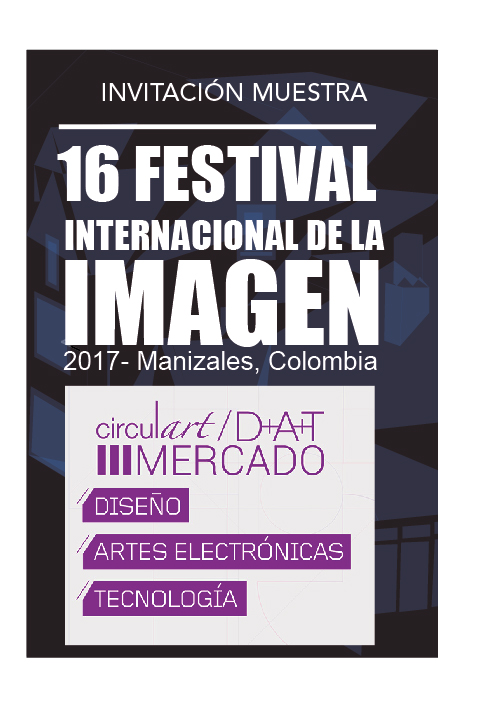 INVITACIÓN MUESTRA
16 FESTIVAL
INTERNACIONAL DE LA
IMAGEN
2017- Manizales, Colombia
circulart/D+A+T
III MERCADO
DISEÑO
ARTES ELECTRÓNICAS
TECNOLOGÍA